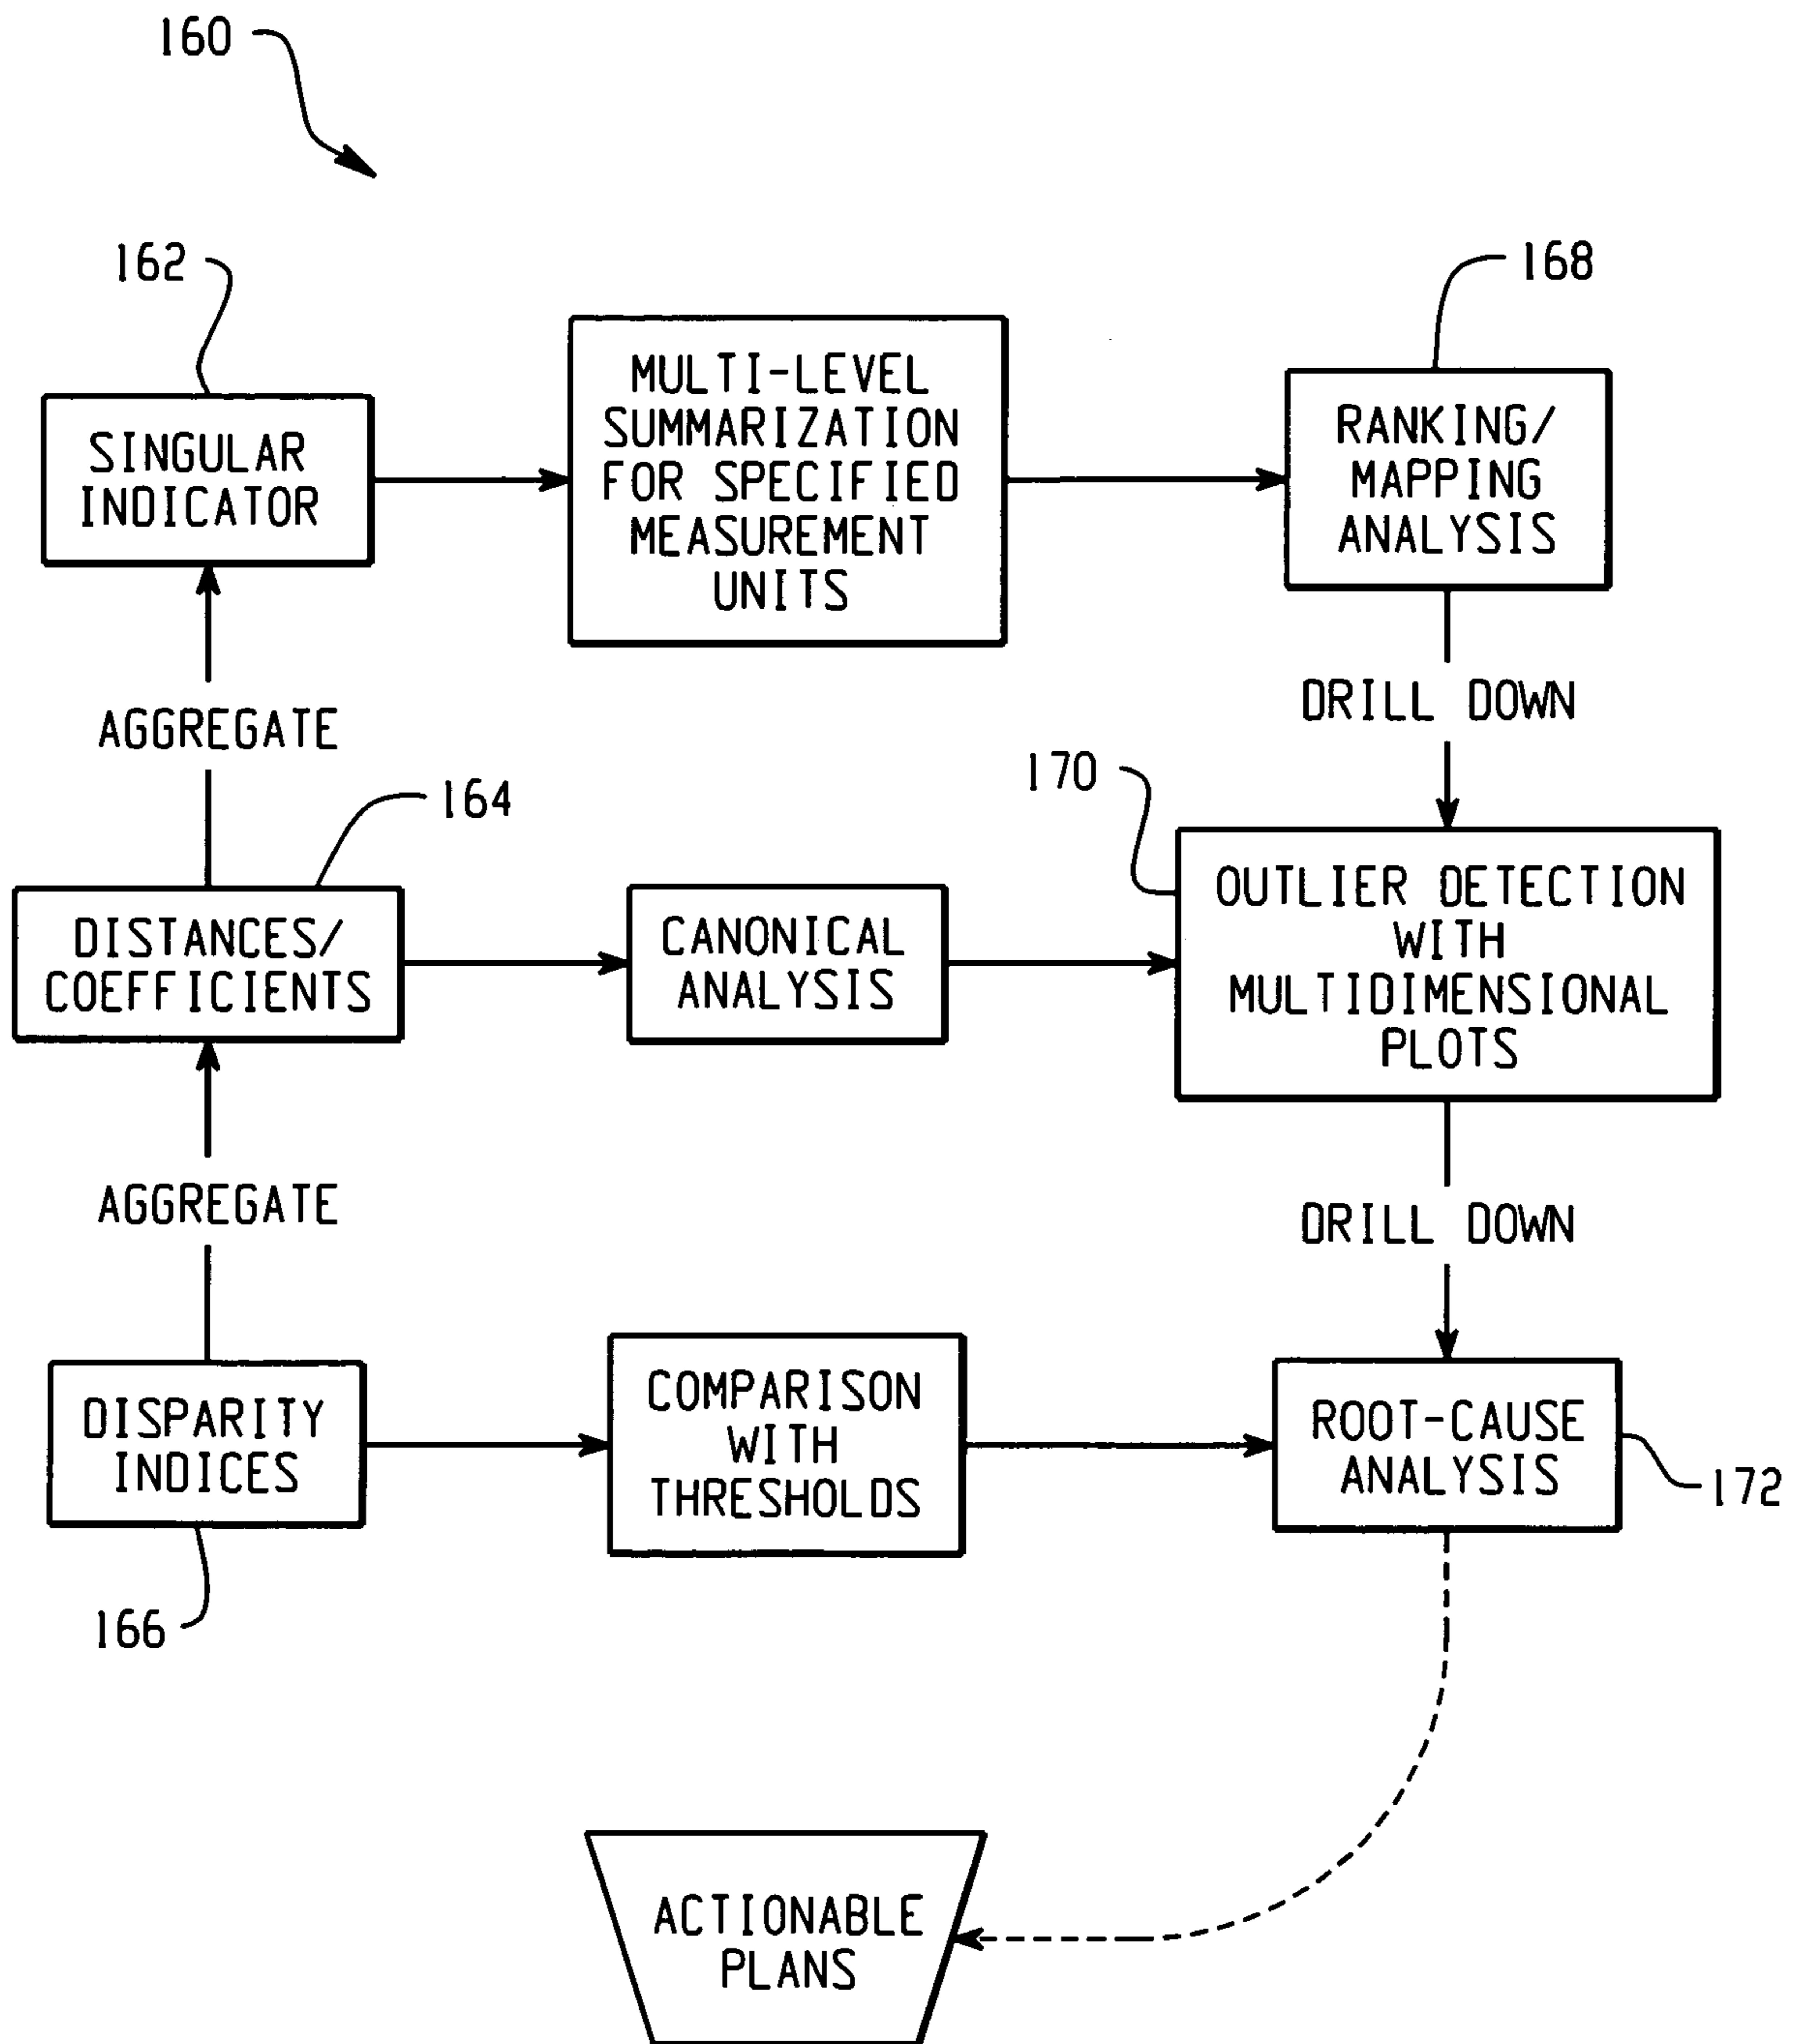 160
162
168
SINGULAR
INDICATOR
MULTI-LEVEL
SUMMARIZATION
FOR SPECIFIED
MEASUREMENT
UNITS
RANKING/
MAPPING
ANALYSIS
AGGREGATE
DRILL DOWN
164
170
DISTANCES/
COEFFICIENTS
CANONICAL
ANALYSIS
OUTLIER DETECTION
WITH
MULTIDIMENSIONAL
PLOTS
AGGREGATE
DRILL DOWN
DISPARITY
INDICES
COMPARISON
WITH
THRESHOLDS
ROOT-CAUSE
ANALYSIS
172
166
ACTIONABLE
PLANS